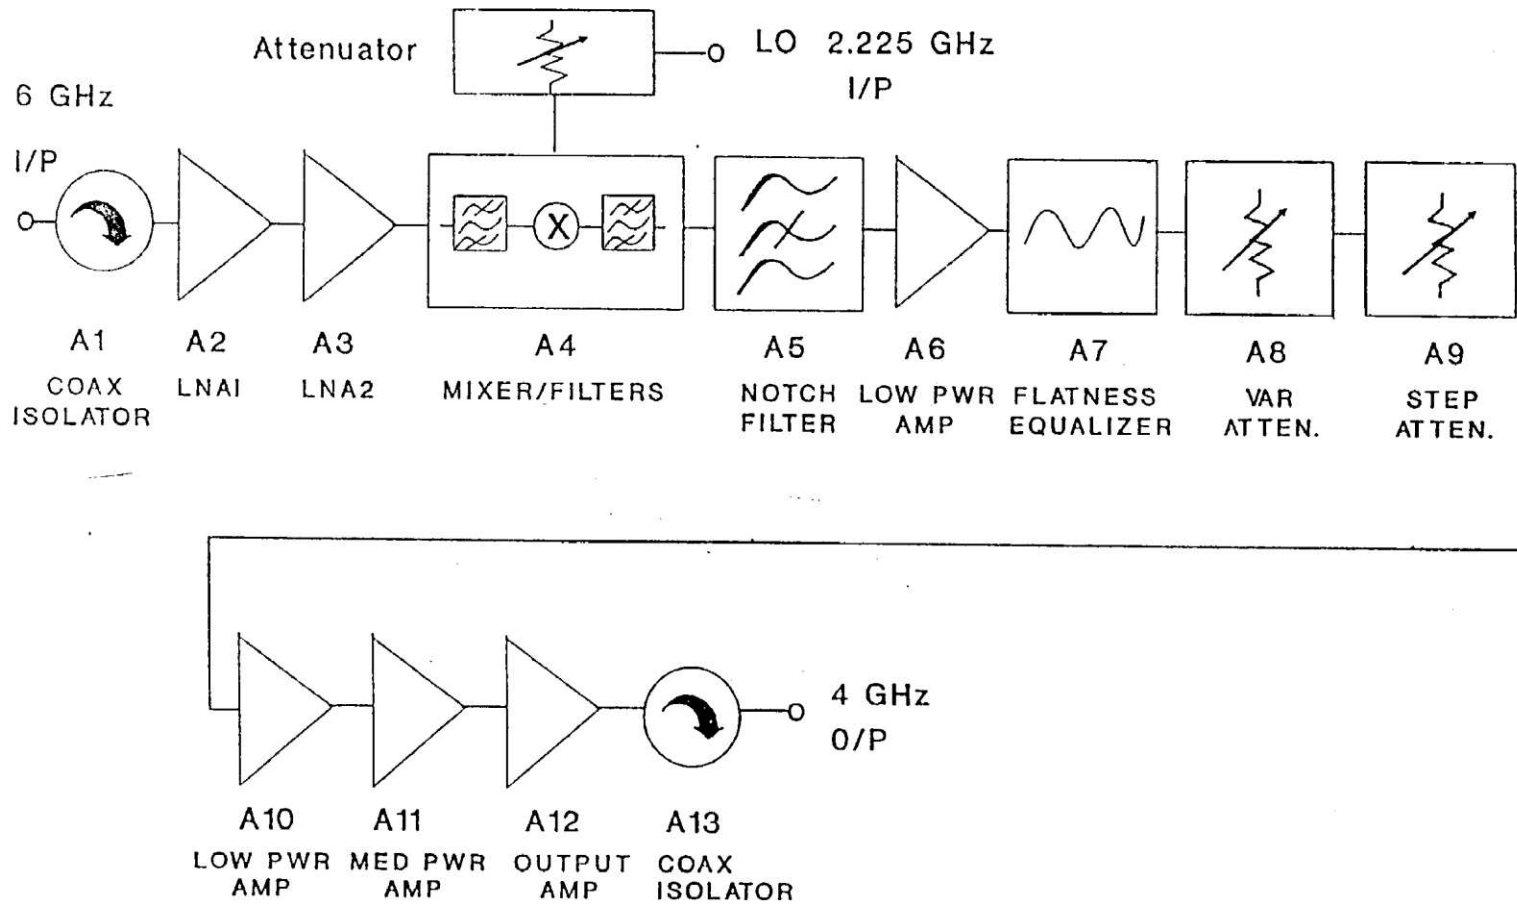 Attenuator
LO 2.225 GHz
I/P
6 GHz
I/P
X
A1
COAX
ISOLATOR
A2
LNA1
A3
LNA2
A4
MIXER/FILTERS
A5
NOTCH
FILTER
A6
LOW PWR
AMP
A7
FLATNESS
EQUALIZER
A8
VAR
ATTEN.
A9
STEP
ATTEN.
4 GHz
0/P
A10
LOW PWR
AMP
A11
MED PWR
AMP
A12
OUTPUT
AMP
A13
COAX
ISOLATOR